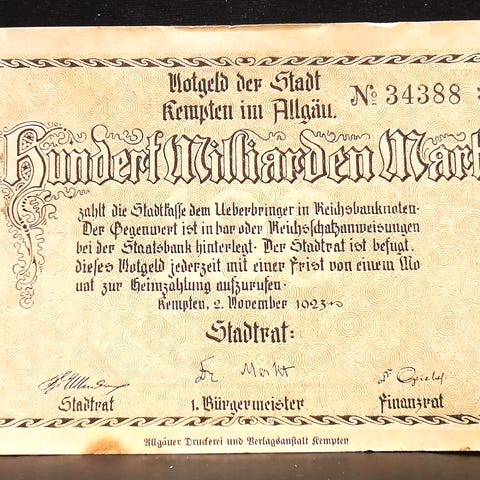 Notgeld der Stadt
Kempten im Allgäu.
No 34388
Hundert Milliarden Mark
zahlt die Stadtkasse dem Ueberbringer in Reichsbanknoten.
Der Gegenwert ist in bar oder Reichsschatzanweisungen
bei der Staatsbank hinterlegt. Der Stadtrat ist befugt,
dieses Notgeld jederzeit mit einer Frist von einem Mo
nat zur Heimzahlung aufzurufen.
Kempten, 2. November 1923
Stadtrat:
Dr Merkt
Stadtrat
1. Bürgermeister
Finanzrat
Allgäuer Druckerei und Verlagsanstalt Kempten